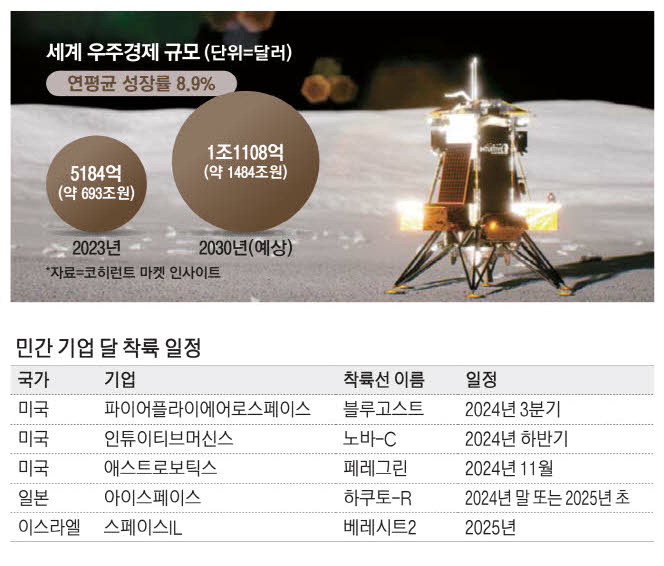 세계 우주경제 규모 (단위=달러)
연평균 성장률 8.9%
5184억
(약 693조원)
2023년
1조1108억
(약 1484조원)
2030년(예상)
*자료=코히런트 마켓 인사이트
intuitive
민간 기업 달 착륙 일정
국가 기업 착륙선 이름 일정
미국 파이어플라이에어로스페이스 블루고스트 2024년 3분기
미국 인튜이티브머신스 노바-C 2024년 하반기
미국 애스트로보틱스 페레그린 2024년 11월
일본 아이스페이스 하쿠토-R 2024년 말 또는 2025년 초
이스라엘 스페이스IL 베레시트2 2025년